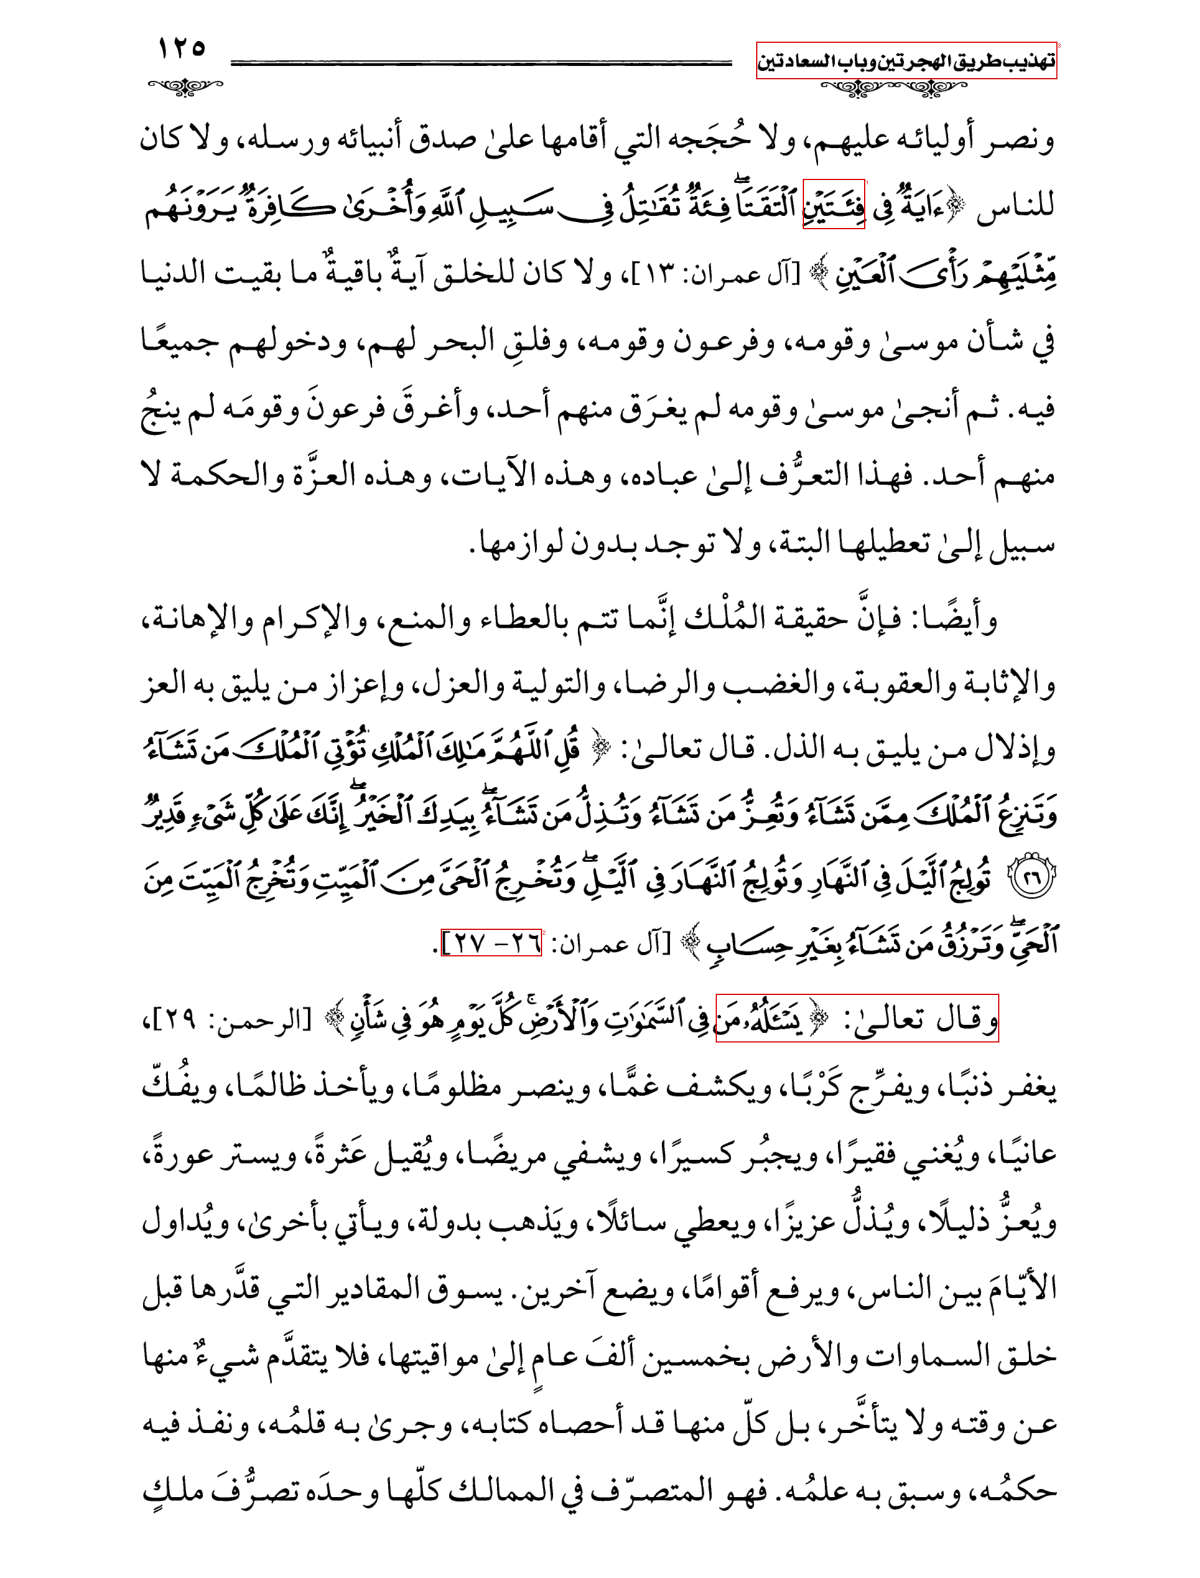 تهذيب طريق الهجرتين وباب السعادتين
١٢٥
ونصر أوليائه عليهم، ولا حُجَجه التي أقامها علىٰ صدق أنبيائه ورسله، ولا كان
للناس ﴿ءَايَةٌ فِي فِئَتَيْنِ ٱلْتَقَتَاۖ فِئَةٌ تُقَٰتِلُ فِي سَبِيلِ ٱللَّهِ وَأُخْرَىٰ كَافِرَةٌ يَرَوْنَهُم
مِّثْلَيْهِمْ رَأْىَ ٱلْعَيْنِ﴾ [آل عمران: ١٣]، ولا كان للخلق آيةٌ باقيةٌ ما بقيت الدنيا
في شأن موسىٰ وقومه، وفرعون وقومه، وفلقِ البحر لهم، ودخولهم جميعًا
فيه. ثم أنجىٰ موسىٰ وقومه لم يغرَق منهم أحد، وأغرقَ فرعونَ وقومَه لم ينجُ
منهم أحد. فهذا التعرُّف إلىٰ عباده، وهذه الآيات، وهذه العزَّة والحكمة لا
سبيل إلىٰ تعطيلها البتة، ولا توجد بدون لوازمها.
وأيضًا: فإنَّ حقيقة المُلْك إنَّما تتم بالعطاء والمنع، والإكرام والإهانة،
والإثابة والعقوبة، والغضب والرضا، والتولية والعزل، وإعزاز من يليق به العز
وإذلال من يليق به الذل. قال تعالىٰ: ﴿قُلِ ٱللَّهُمَّ مَٰلِكَ ٱلْمُلْكِ تُؤْتِي ٱلْمُلْكَ مَن تَشَآءُ
وَتَنزِعُ ٱلْمُلْكَ مِمَّن تَشَآءُ وَتُعِزُّ مَن تَشَآءُ وَتُذِلُّ مَن تَشَآءُۖ بِيَدِكَ ٱلْخَيْرُۖ إِنَّكَ عَلَىٰ كُلِّ شَىْءٍ قَدِيرٌ
٢٦ تُولِجُ ٱلَّيْلَ فِي ٱلنَّهَارِ وَتُولِجُ ٱلنَّهَارَ فِي ٱلَّيْلِۖ وَتُخْرِجُ ٱلْحَىَّ مِنَ ٱلْمَيِّتِ وَتُخْرِجُ ٱلْمَيِّتَ مِنَ
ٱلْحَىِّۖ وَتَرْزُقُ مَن تَشَآءُ بِغَيْرِ حِسَابٍ﴾ [آل عمران: ٢٦- ٢٧].
وقال تعالىٰ: ﴿يَسْـَٔلُهُۥ مَن فِي ٱلسَّمَٰوَٰتِ وَٱلْأَرْضِۚ كُلَّ يَوْمٍ هُوَ فِي شَأْنٍ﴾ [الرحمن: ٢٩]،
يغفر ذنبًا، ويفرِّج كَرْبًا، ويكشف غمًّا، وينصر مظلومًا، ويأخذ ظالمًا، ويفُكّ
عانيًا، ويُغني فقيرًا، ويجبُر كسيرًا، ويشفي مريضًا، ويُقيل عَثرةً، ويستر عورةً،
ويُعزُّ ذليلًا، ويُذلُّ عزيزًا، ويعطي سائلًا، ويَذهب بدولة، ويأتي بأخرىٰ، ويُداول
الأيّامَ بين الناس، ويرفع أقوامًا، ويضع آخرين. يسوق المقادير التي قدَّرها قبل
خلق السماوات والأرض بخمسين ألفَ عامٍ إلىٰ مواقيتها، فلا يتقدَّم شيءٌ منها
عن وقته ولا يتأخَّر، بل كلّ منها قد أحصاه كتابه، وجرىٰ به قلمُه، ونفذ فيه
حكمُه، وسبق به علمُه. فهو المتصرّف في الممالك كلّها وحدَه تصرُّفَ ملكٍ